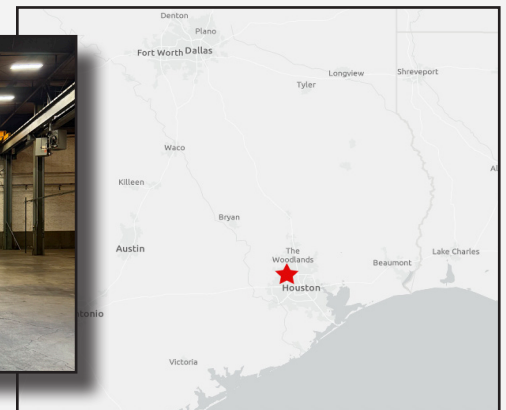 Denton
Plano
Fort Worth Dallas
Longview
Shreveport
Tyler
Waco
Killeen
Bryan
Austin
The
Woodlands
Lake Charles
Beaumont
Houston
Victoria